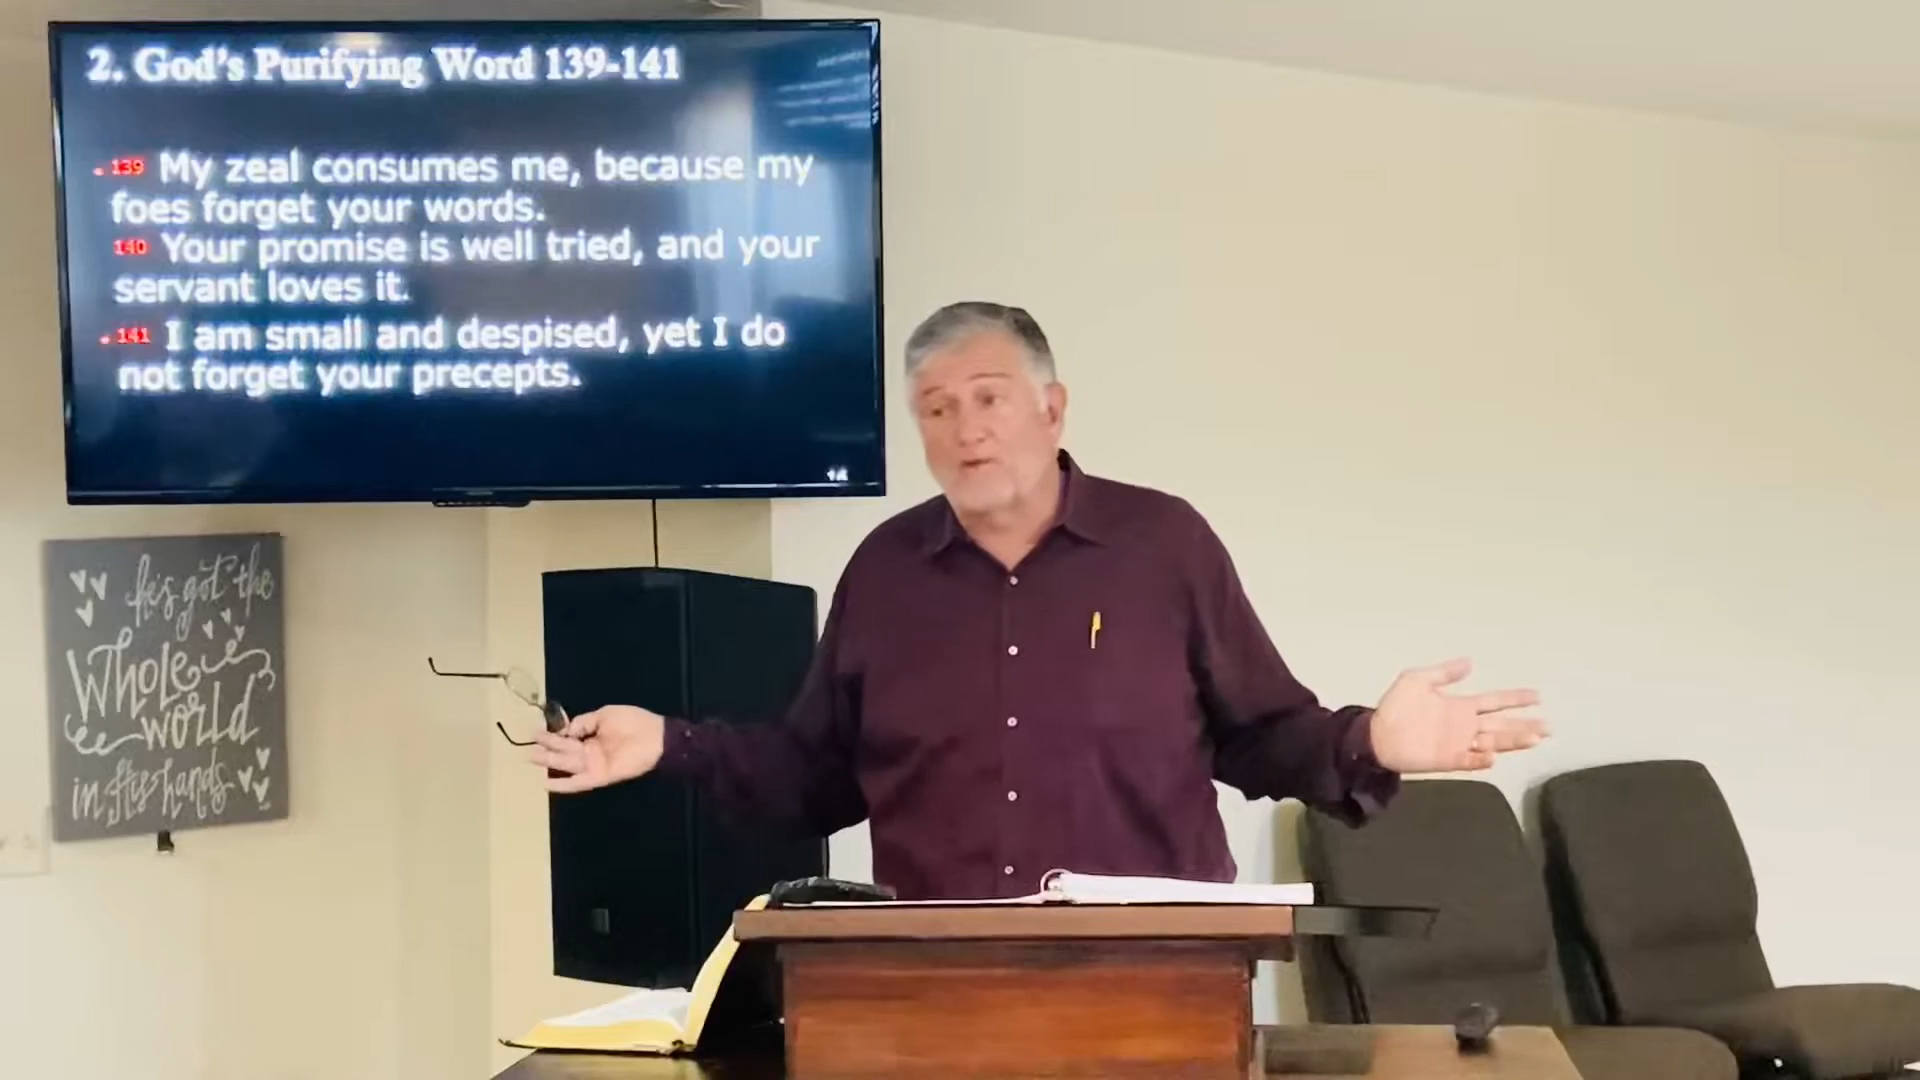 2. God's Purifying Word 139-141
139 My zeal consumes me, because my
foes forget your words.
140 Your promise is well tried, and your
servant loves it.
141 I am small and despised, yet I do
not forget your precepts.
14
he's got the
Whole
world
in His hands